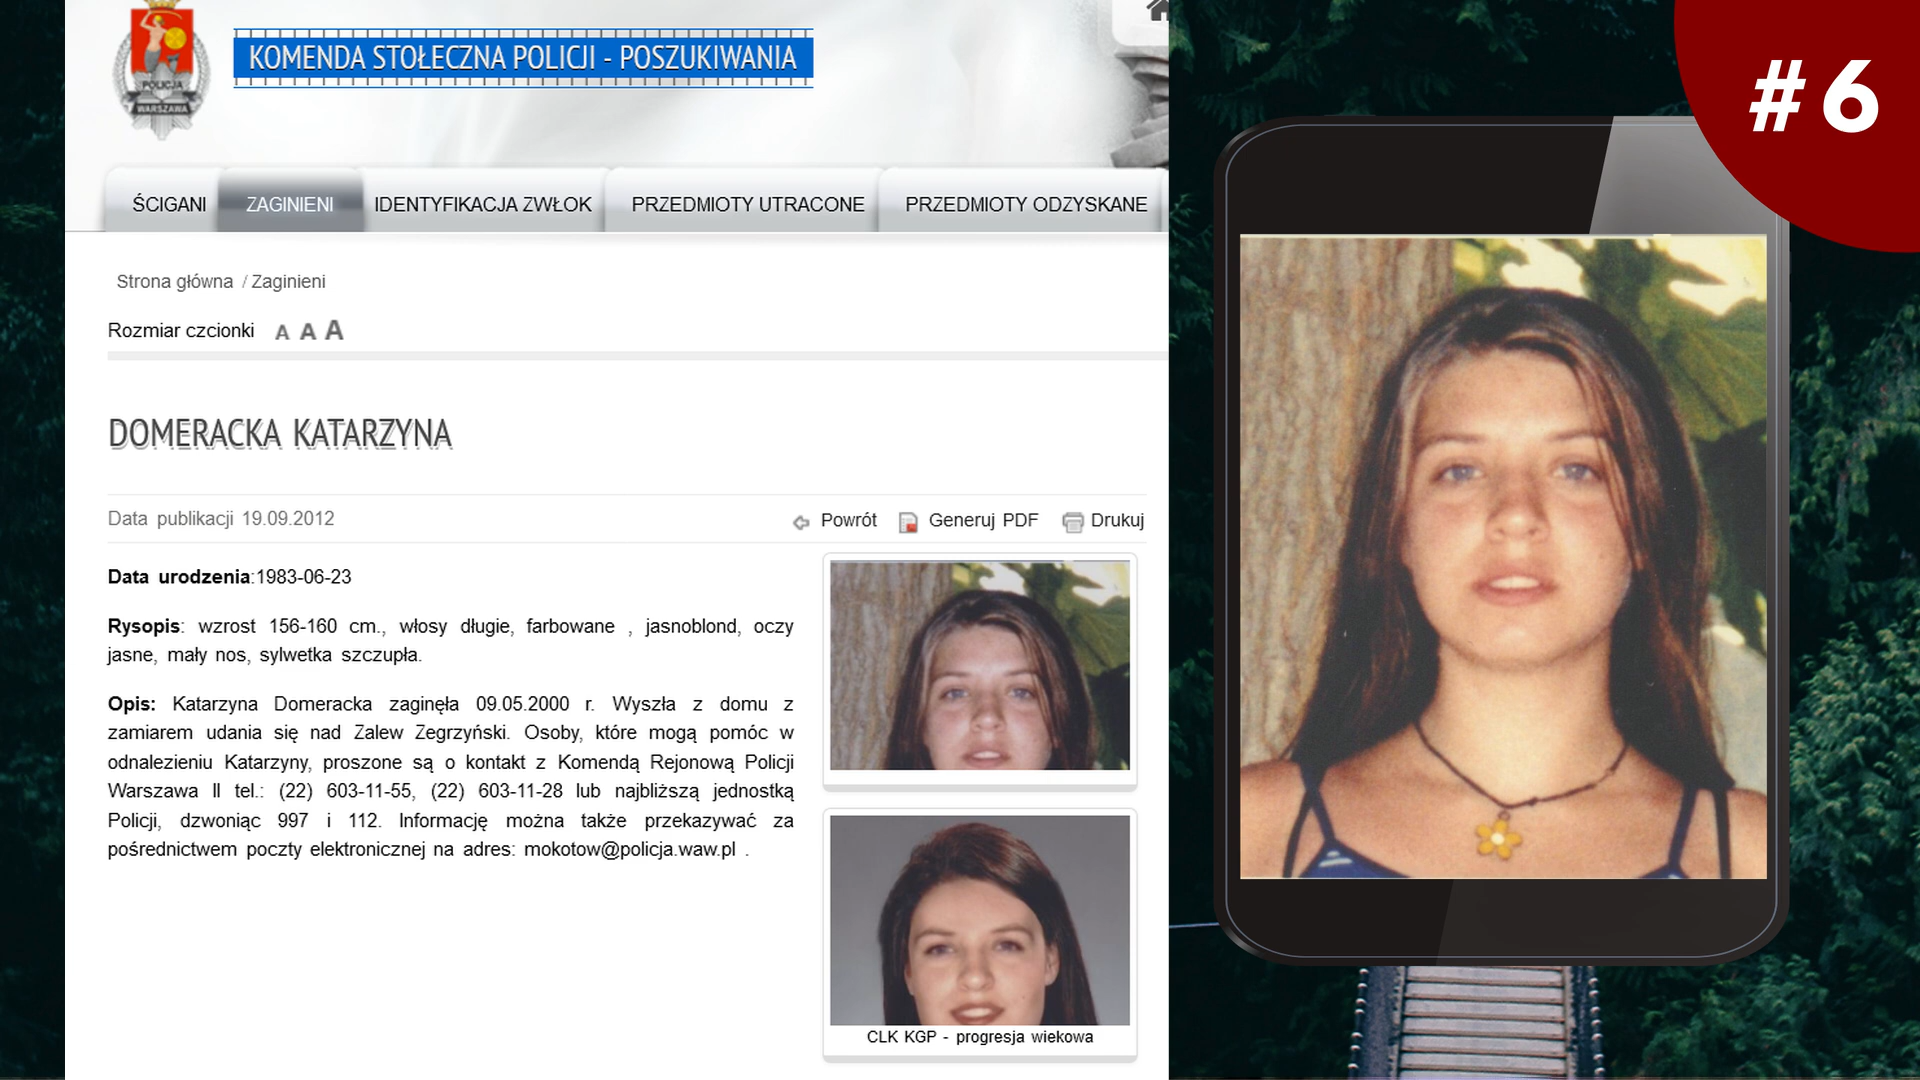 POLICJA
WARSZAWA
KOMENDA STOŁECZNA POLICJI - POSZUKIWANIA
#6
ŚCIGANI
ZAGINIENI
IDENTYFIKACJA ZWŁOK
PRZEDMIOTY UTRACONE
PRZEDMIOTY ODZYSKANE
Strona główna / Zaginieni
Rozmiar czcionki A A A
DOMERACKA KATARZYNA
Data publikacji 19.09.2012
Powrót
Generuj PDF
Drukuj
Data urodzenia:1983-06-23
Rysopis: wzrost 156-160 cm., włosy długie, farbowane , jasnoblond, oczy
jasne, mały nos, sylwetka szczupła.
Opis: Katarzyna Domeracka zaginęła 09.05.2000 r. Wyszła z domu z
zamiarem udania się nad Zalew Zegrzyński. Osoby, które mogą pomóc w
odnalezieniu Katarzyny, proszone są o kontakt z Komendą Rejonową Policji
Warszawa II tel.: (22) 603-11-55, (22) 603-11-28 lub najbliższą jednostką
Policji, dzwoniąc 997 i 112. Informację można także przekazywać za
pośrednictwem poczty elektronicznej na adres: mokotow@policja.waw.pl .
CLK KGP - progresja wiekowa